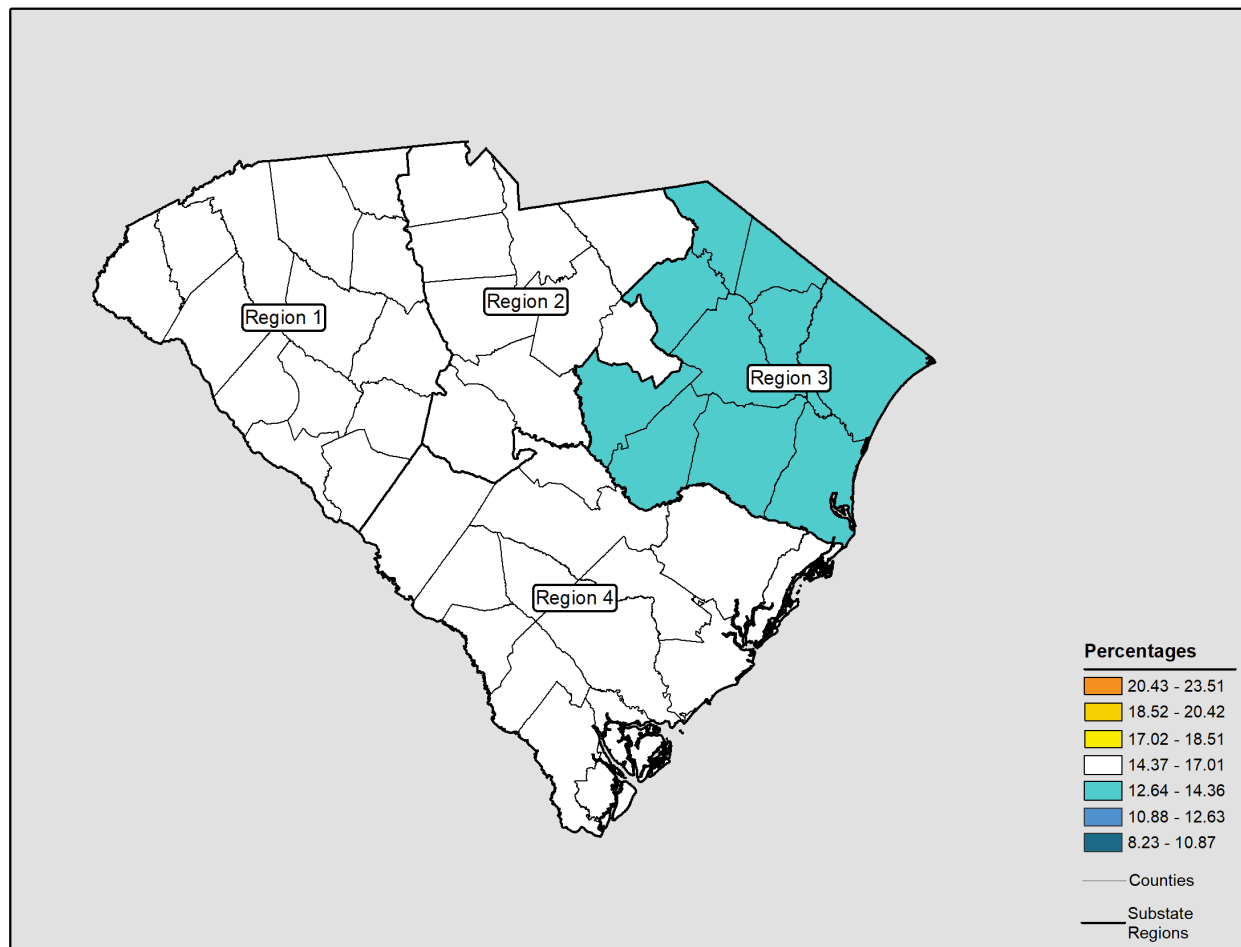 Region 1
Region 2
Region 3
Region 4
Percentages
20.43 - 23.51
18.52 - 20.42
17.02 - 18.51
14.37 - 17.01
12.64 - 14.36
10.88 - 12.63
8.23 - 10.87
Counties
Substate
Regions